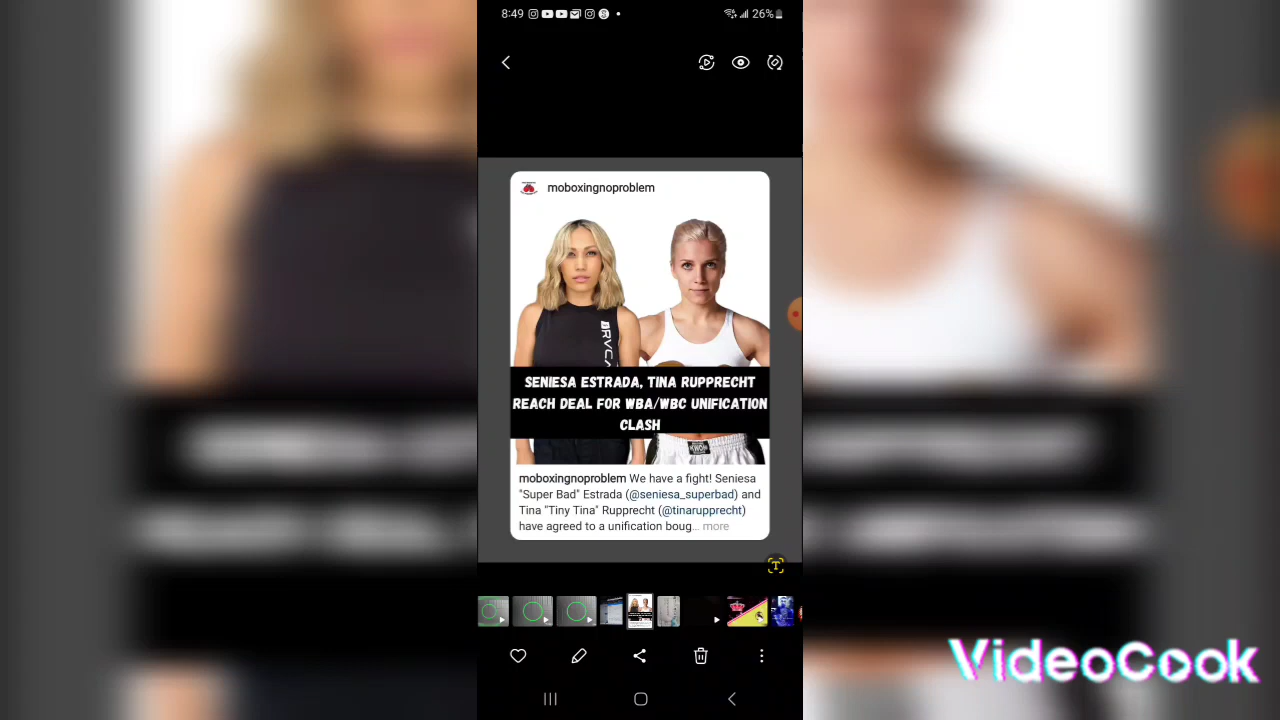 8:49
26%
moboxingnoproblem
RVCA
SENIESA ESTRADA, TINA RUPPRECHT
REACH DEAL FOR WBA/WBC UNIFICATION
CLASH
moboxingnoproblem We have a fight! Seniesa
"Super Bad" Estrada (@seniesa_superbad) and
Tina "Tiny Tina" Rupprecht (@tinarupprecht)
have agreed to a unification boug... more
T
VideoCook